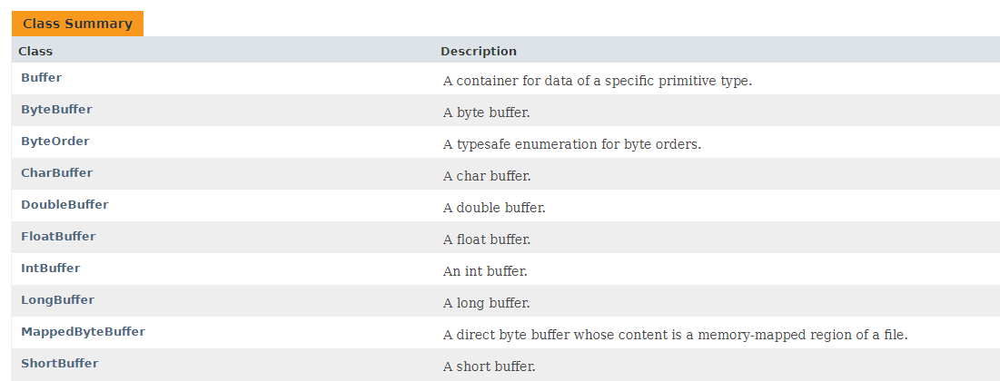 Class Summary
Class Description
Buffer A container for data of a specific primitive type.
ByteBuffer A byte buffer.
ByteOrder A typesafe enumeration for byte orders.
CharBuffer A char buffer.
DoubleBuffer A double buffer.
FloatBuffer A float buffer.
IntBuffer An int buffer.
LongBuffer A long buffer.
MappedByteBuffer A direct byte buffer whose content is a memory-mapped region of a file.
ShortBuffer A short buffer.